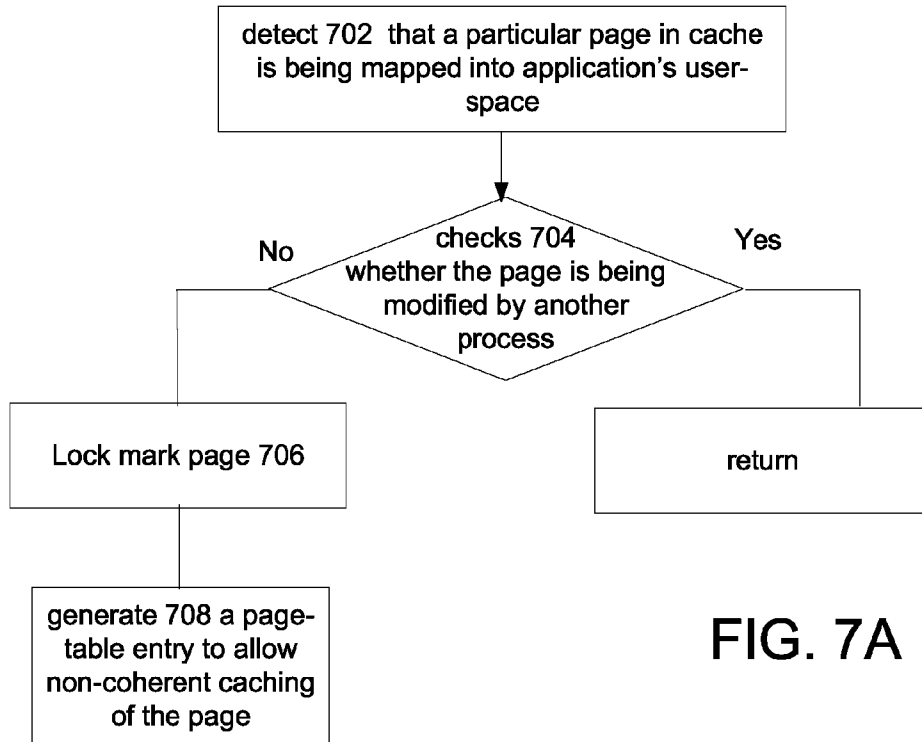 detect 702 that a particular page in cache
is being mapped into application's user-
space
No
checks 704
whether the page is being
modified by another
process
Yes
Lock mark page 706
return
generate 708 a page-
table entry to allow
non-coherent caching
of the page
FIG. 7A